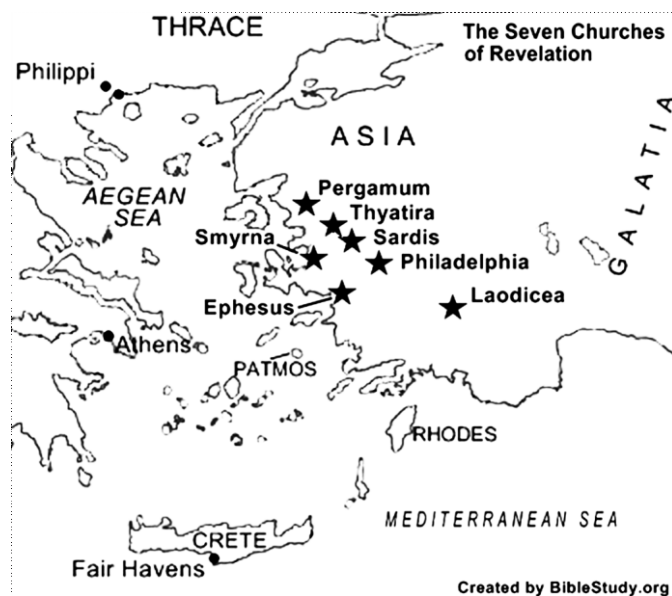 THRACE
The Seven Churches
of Revelation
Philippi
ASIA
GALATIA
AEGEAN
SEA
Pergamum
Thyatira
Smyrna
Sardis
Philadelphia
Ephesus
Laodicea
Athens
PATMOS
RHODES
MEDITERRANEAN SEA
CRETE
Fair Havens
Created by BibleStudy.org